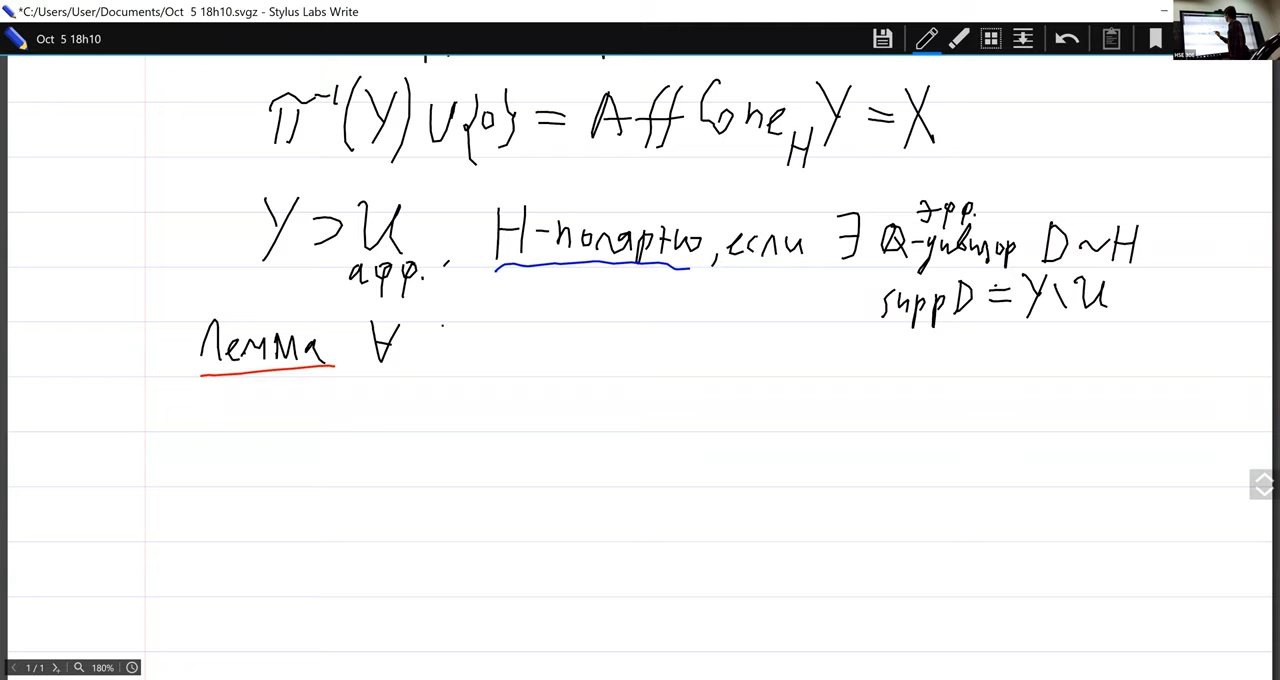 *C:/Users/User/Documents/Oct 5 18h10.svgz - Stylus Labs Write
Oct 5 18h10
π⁻¹(Y) ∪ {0} = Aff Cone_H Y = X
Y ⊃ U H-полярно, если ∃ эфф. Q-дивизор D ~ H
афф. supp D = Y \ U
Лемма ∀
1/1 180%